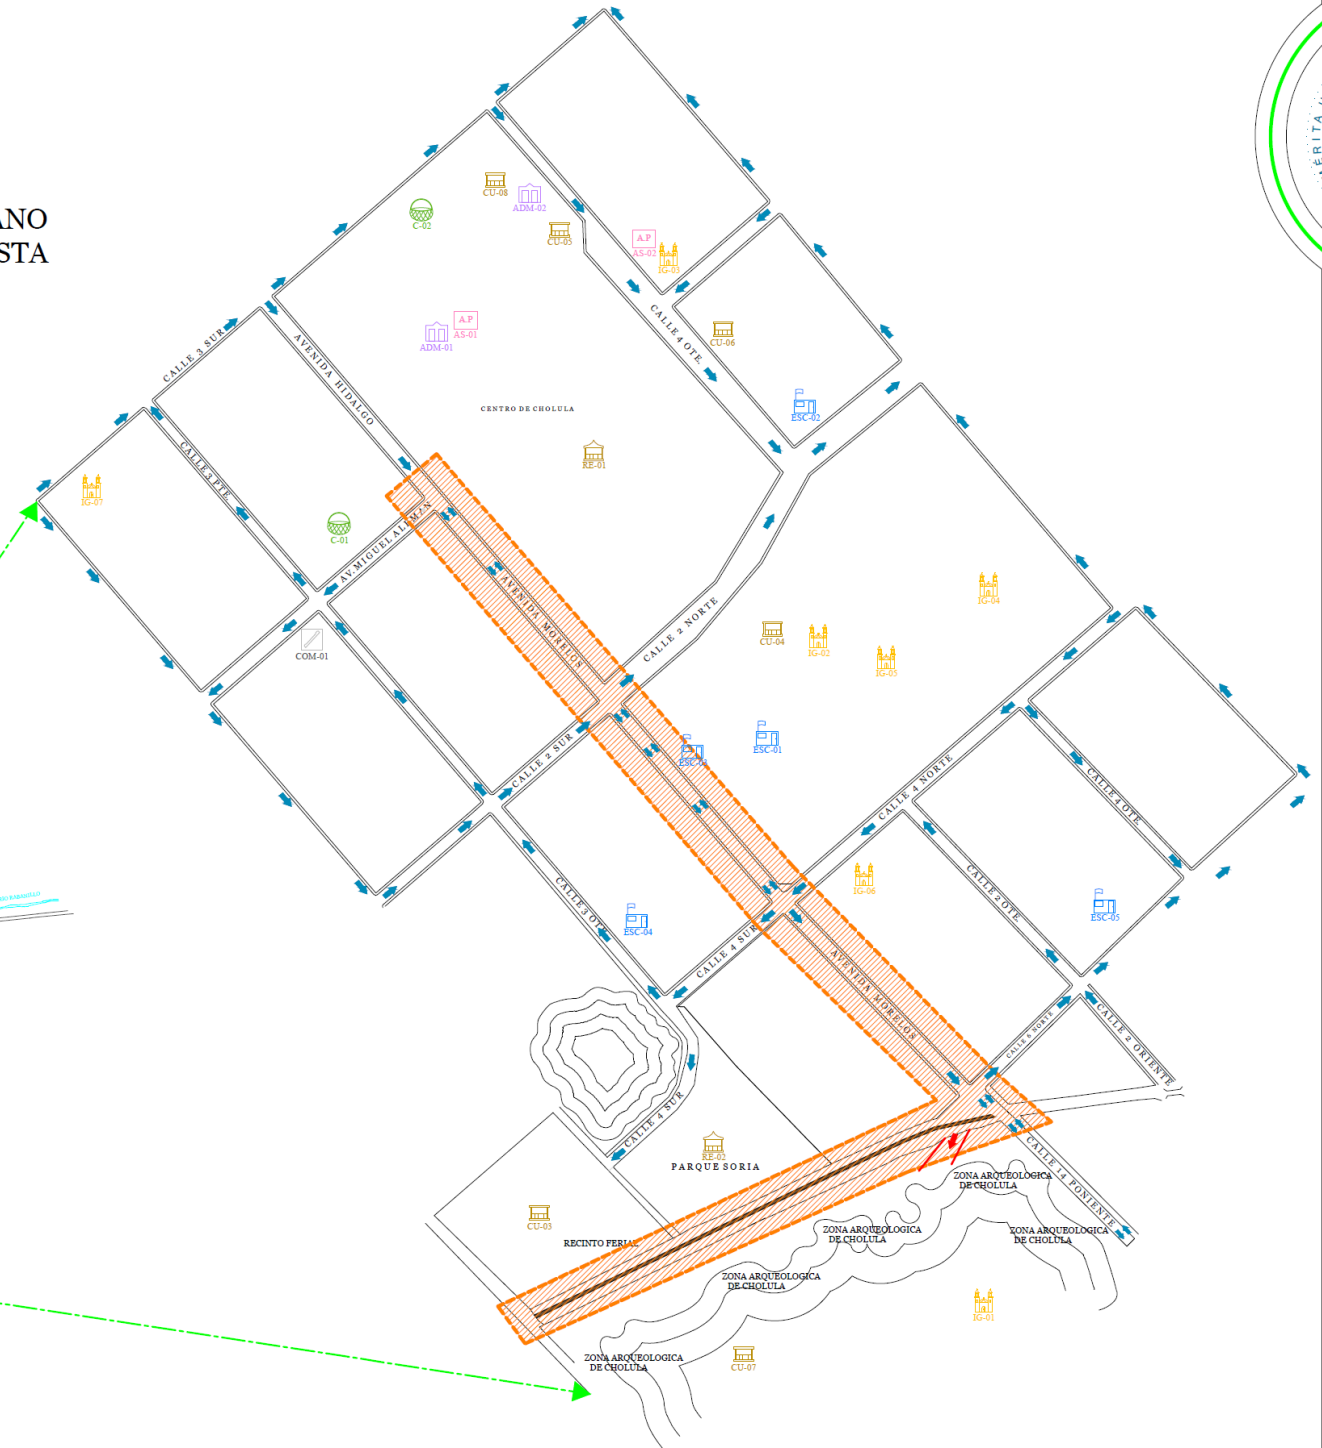 ANO
STA
CU-08
ADM-02
C-02
CU-05
A.P
AS-02
IG-03
A.P
AS-01
ADM-01
CALLE 4 OTE.
CU-06
CALLE 3 SUR
AVENIDA HIDALGO
CENTRO DE CHOLULA
ESC-02
RE-01
IG-07
CALLE 3 PTE.
C-01
AV.MIGUEL ALEMAN
AVENIDA MORELOS
COM-01
CALLE 2 NORTE
CU-04
IG-02
IG-04
IG-05
ESC-01
CALLE 2 SUR
CALLE 4 NORTE
CALLE 4 OTE.
CALLE 3 OTE.
IG-06
CALLE 2 OTE.
ESC-05
ESC-04
CALLE 4 SUR
AVENIDA MORELOS
CALLE 2 ORIENTE
CALLE 4 SUR
RE-02
PARQUE SORIA
CALLE 14 PONIENTE
ZONA ARQUEOLOGICA
DE CHOLULA
CU-03
RECINTO FERIAL
ZONA ARQUEOLOGICA
DE CHOLULA
ZONA ARQUEOLOGICA
DE CHOLULA
ZONA ARQUEOLOGICA
DE CHOLULA
IG-01
ZONA ARQUEOLOGICA
DE CHOLULA
CU-07